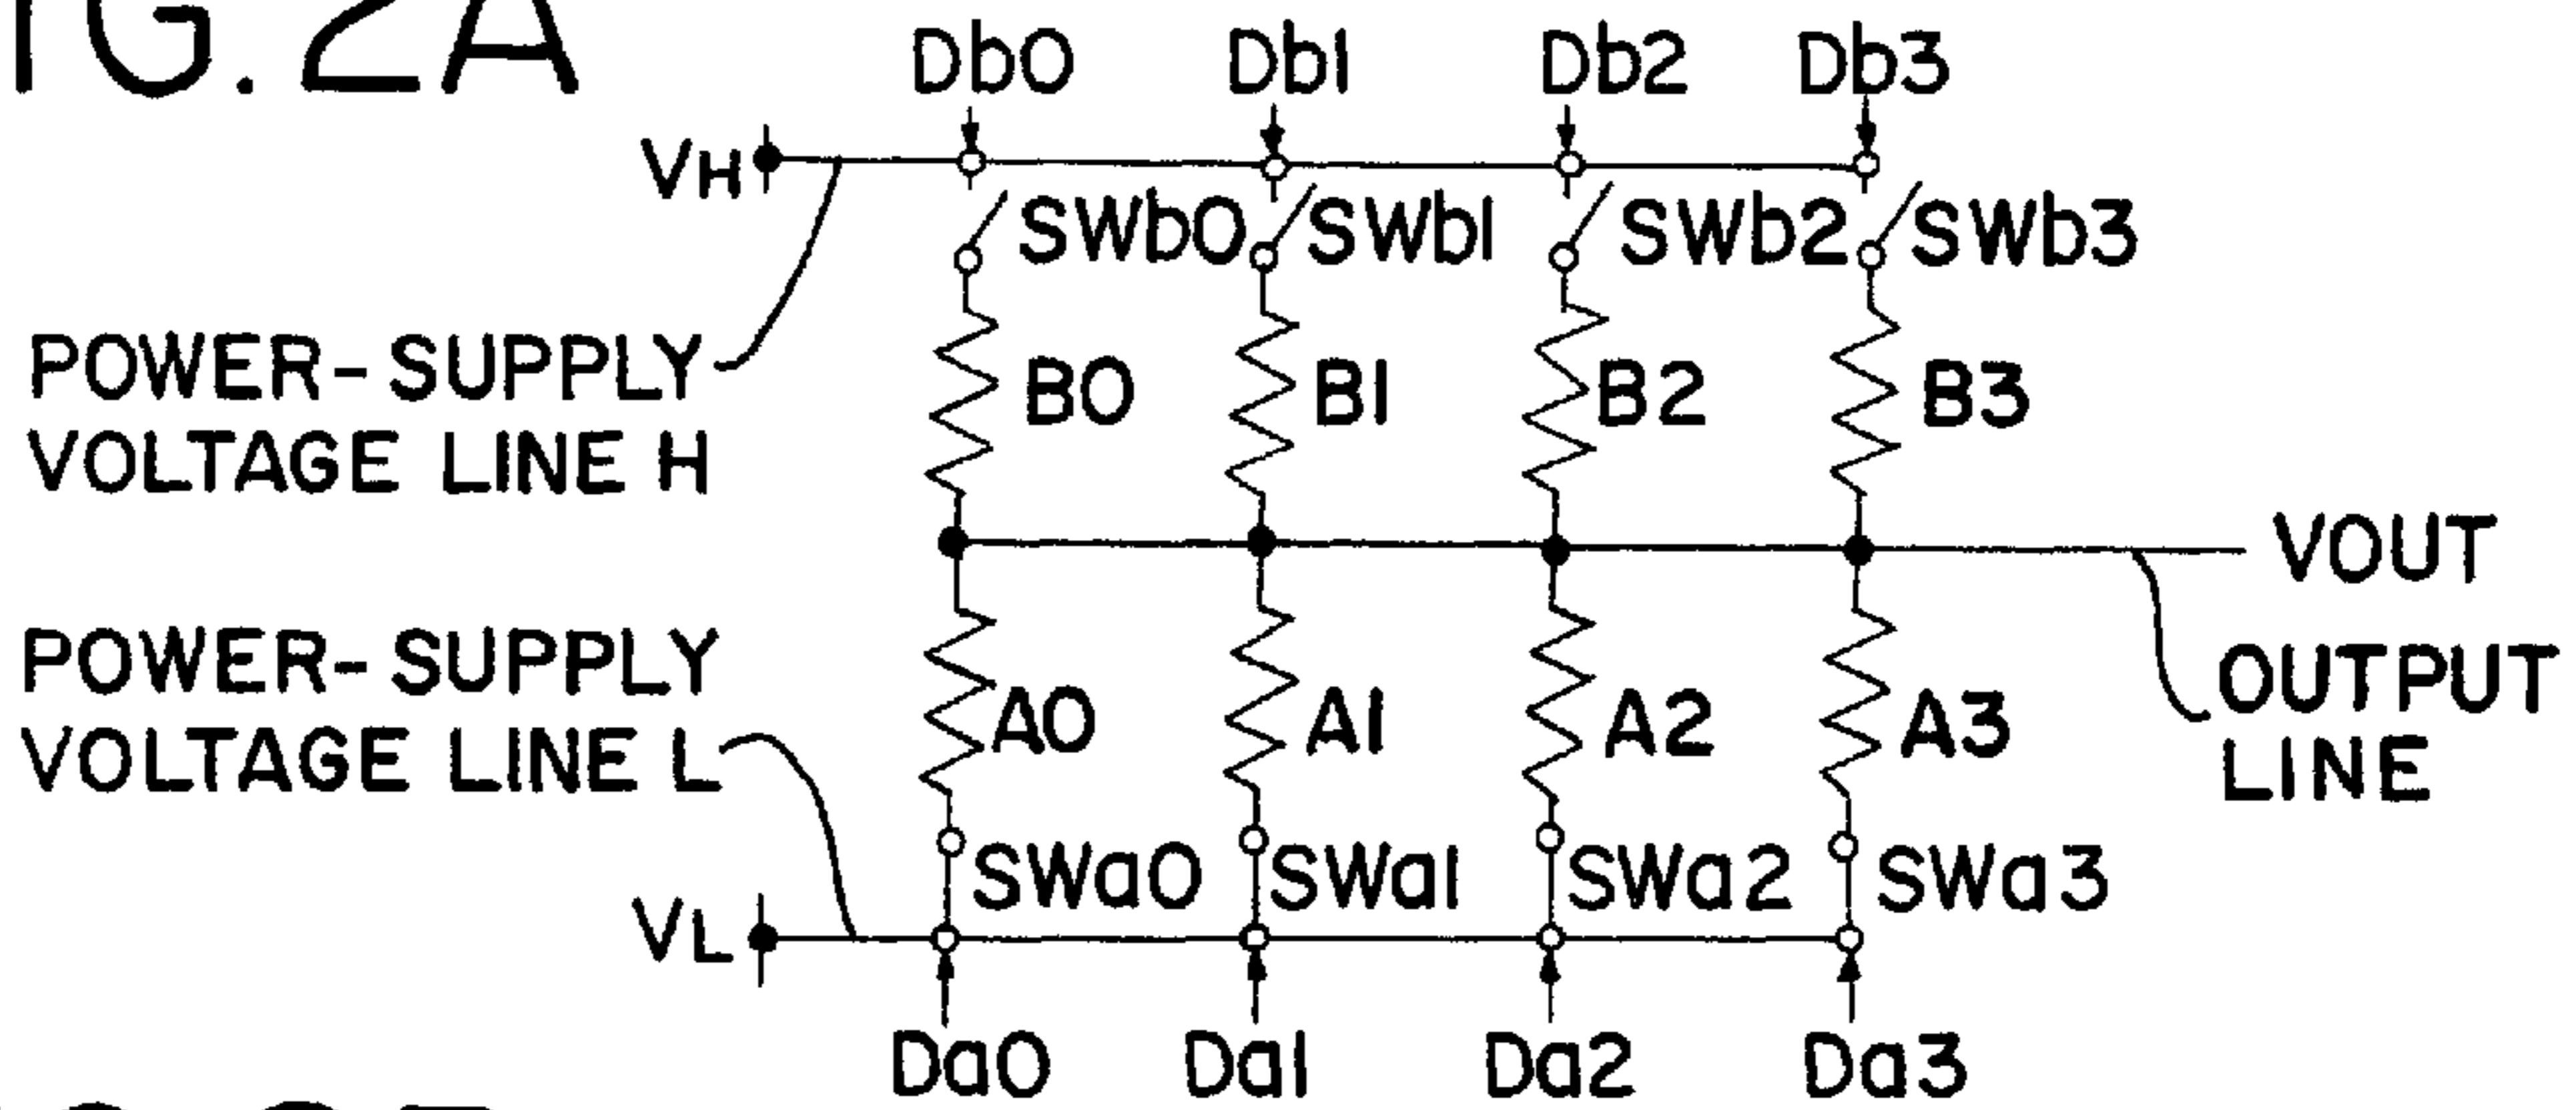 IG. 2A
Db0 Db1 Db2 Db3
VH
SWb0 SWb1 SWb2 SWb3
POWER-SUPPLY
VOLTAGE LINE H
B0 B1 B2 B3
VOUT
OUTPUT
LINE
POWER-SUPPLY
VOLTAGE LINE L
A0 A1 A2 A3
SWa0 SWa1 SWa2 SWa3
VL
Da0 Da1 Da2 Da3